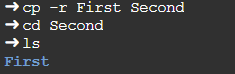 ➜cp -r First Second
➜cd Second
➜ls
First